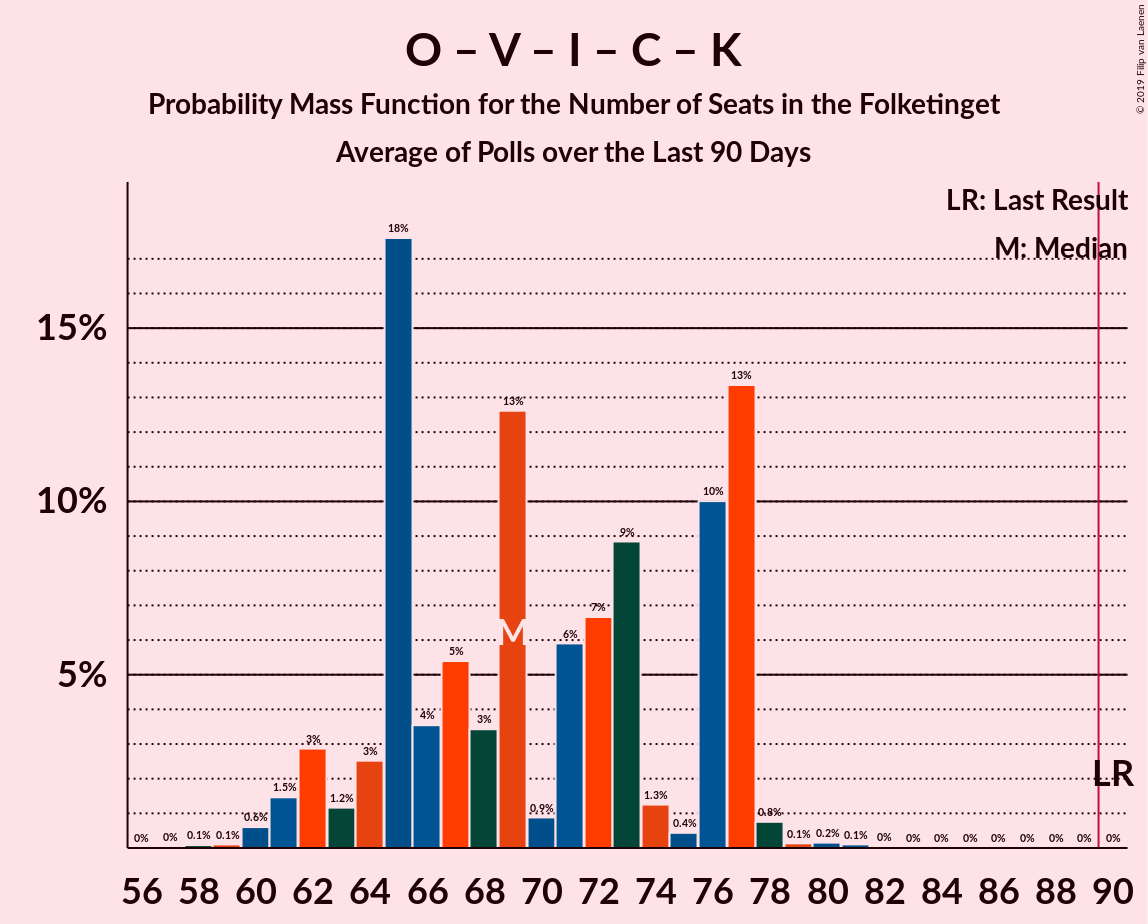 O – V – I – C – K
Probability Mass Function for the Number of Seats in the Folketinget
Average of Polls over the Last 90 Days
© 2019 Filip van Laenen
LR: Last Result
M: Median
18%
15%
13%
13%
10%
10%
9%
7%
6%
M
5%
5%
4%
3%
3%
3%
LR
1.5%
1.2%
1.3%
0.6%
0.9%
0.8%
0.4%
0% 0% 0.1% 0.1% 0.1% 0.2% 0.1% 0% 0% 0% 0% 0% 0% 0% 0% 0%
56 58 60 62 64 66 68 70 72 74 76 78 80 82 84 86 88 90